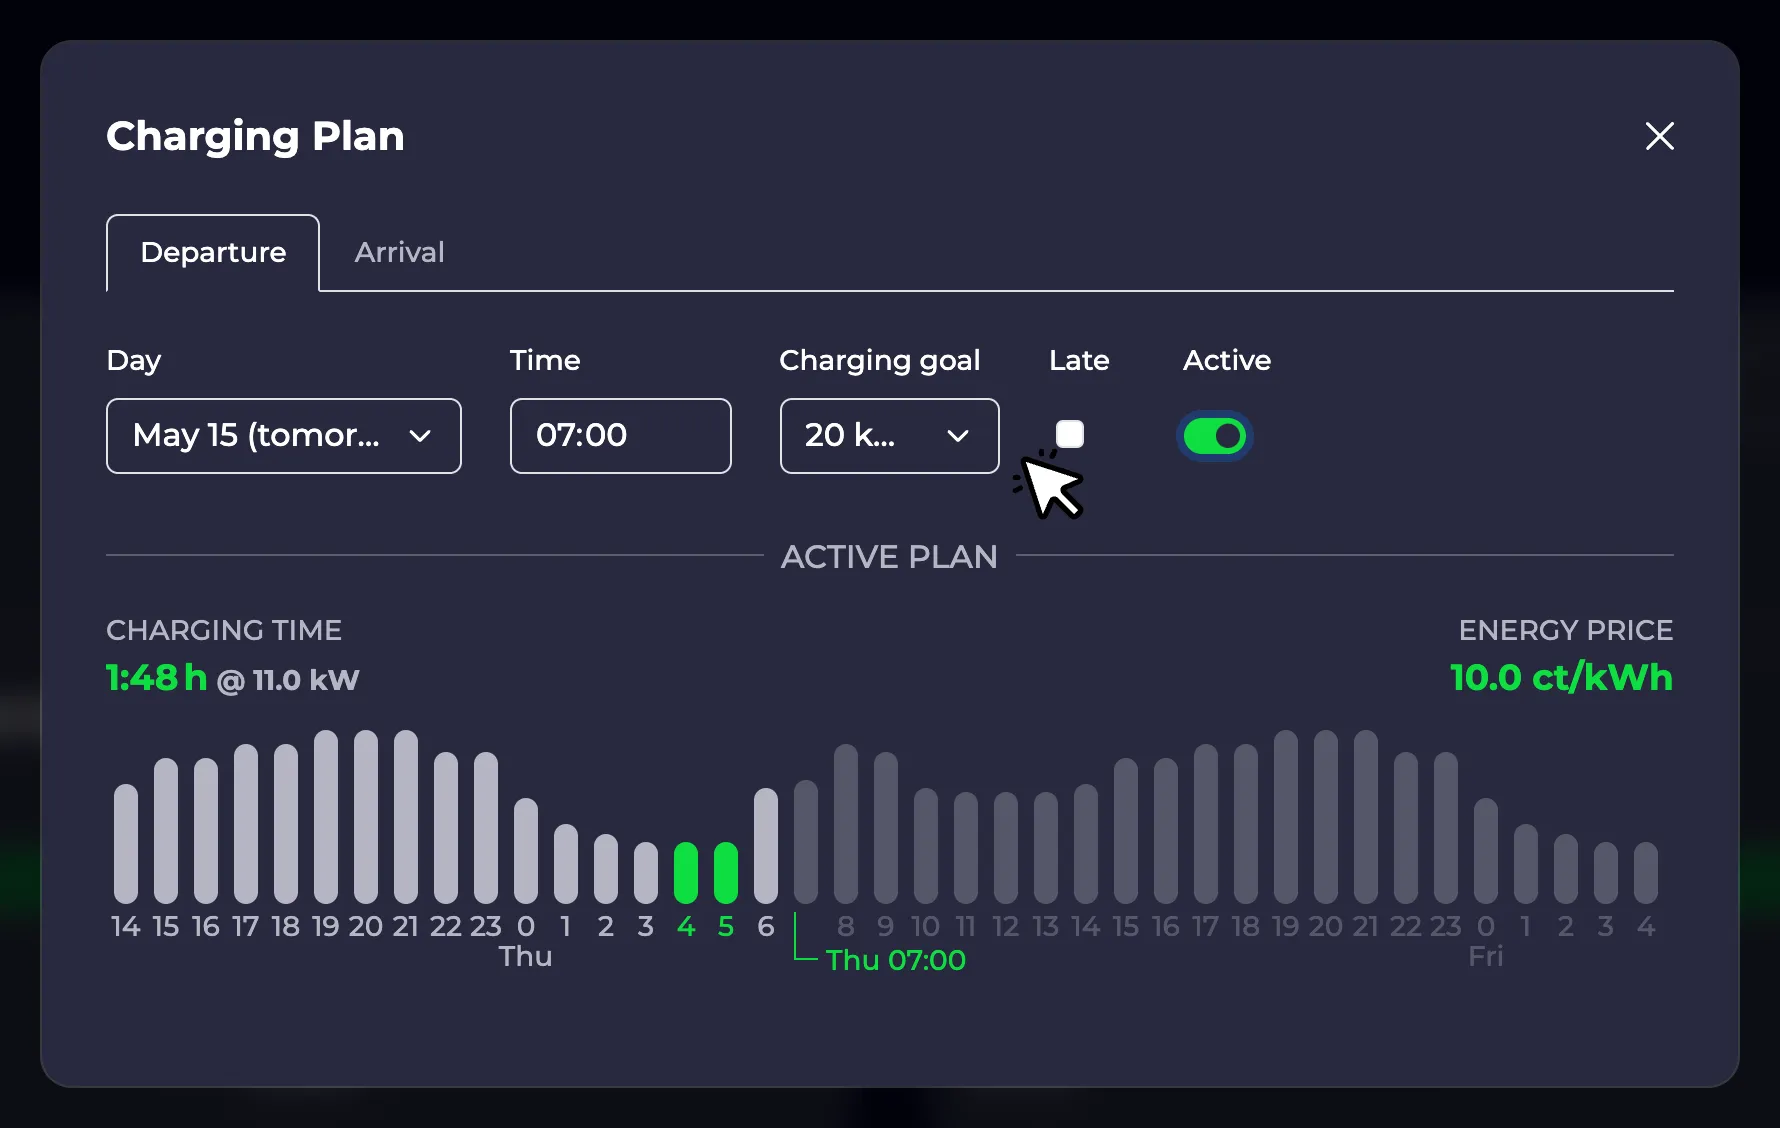 Charging Plan
Departure Arrival
Day Time Charging goal Late Active
May 15 (tomor... 07:00 20 k...
ACTIVE PLAN
CHARGING TIME ENERGY PRICE
1:48 h @ 11.0 kW 10.0 ct/kWh
14 15 16 17 18 19 20 21 22 23 0 1 2 3 4 5 6 8 9 10 11 12 13 14 15 16 17 18 19 20 21 22 23 0 1 2 3 4
Thu Thu 07:00 Fri